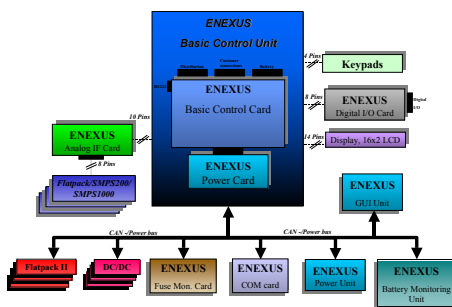 ENEXUS
Basic Control Unit
Distribution
Customer connections
Battery
RS232
ENEXUS
Basic Control Card
ENEXUS
Power Card
4 Pins
Keypads
8 Pins
ENEXUS
Digital I/O Card
Digital
I/O
14 Pins
Display, 16x2 LCD
10 Pins
ENEXUS
Analog IF Card
8 Pins
Flatpack/SMPS200/
SMPS1000
ENEXUS
GUI Unit
CAN -/Power bus
CAN -/Power bus
Flatpack II
DC/DC
ENEXUS
Fuse Mon. Card
ENEXUS
COM card
ENEXUS
Power Unit
ENEXUS
Battery Monitoring
Unit